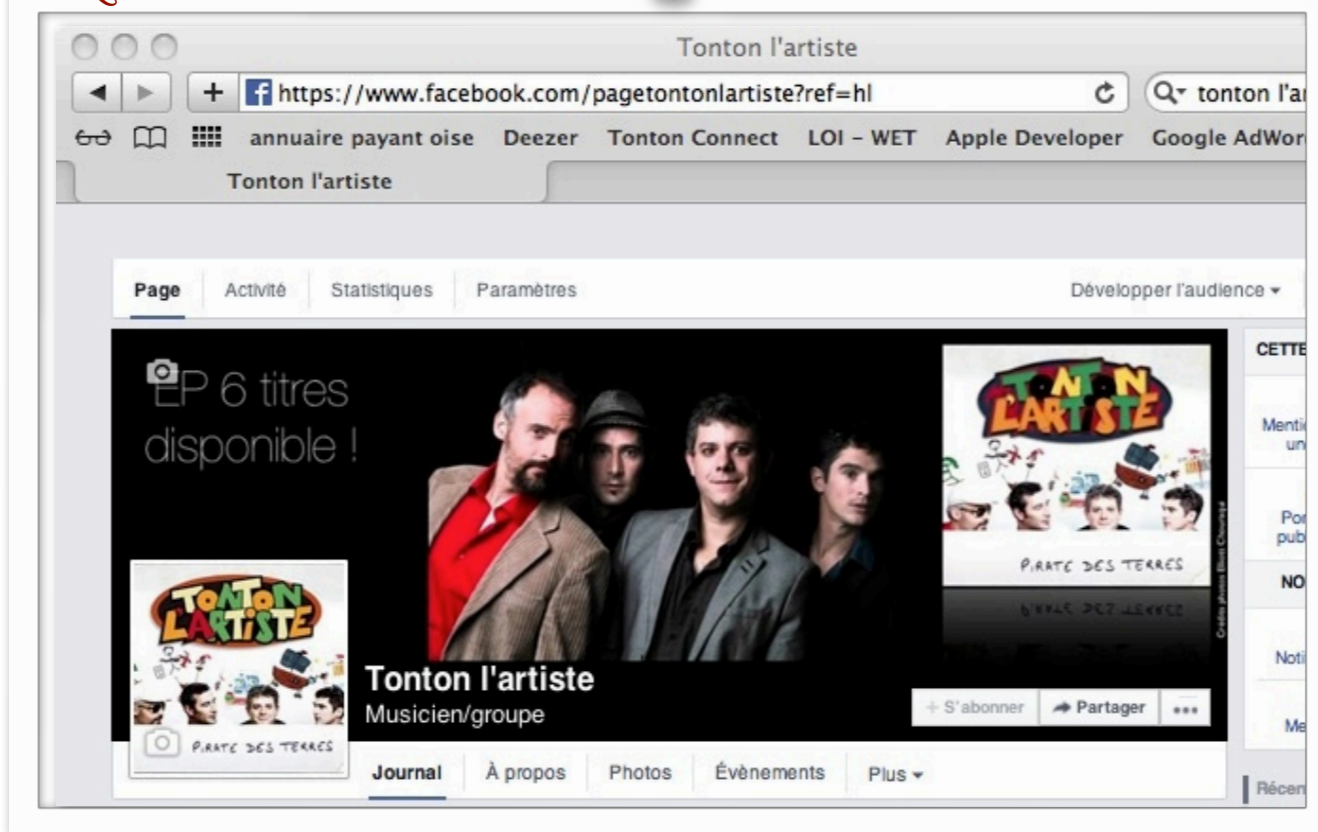 Tonton l'artiste
https://www.facebook.com/pagetontonlartiste?ref=hl
tonton l'a
annuaire payant oise Deezer Tonton Connect LOI - WET Apple Developer Google AdWor
Tonton l'artiste
Page Activité Statistiques Paramètres Développer l'audience
CETTE
EP 6 titres
disponible !
TONTON
L'ARTISTE
Menti
un
Por
pub
PIRATE DES TERRES
Crédits photos Elliott
NO
TONTON
L'ARTISTE
Noti
Tonton l'artiste
Musicien/groupe
+ S'abonner Partager ...
Me
PIRATE DES TERRES
Journal À propos Photos Évènements Plus
Récen